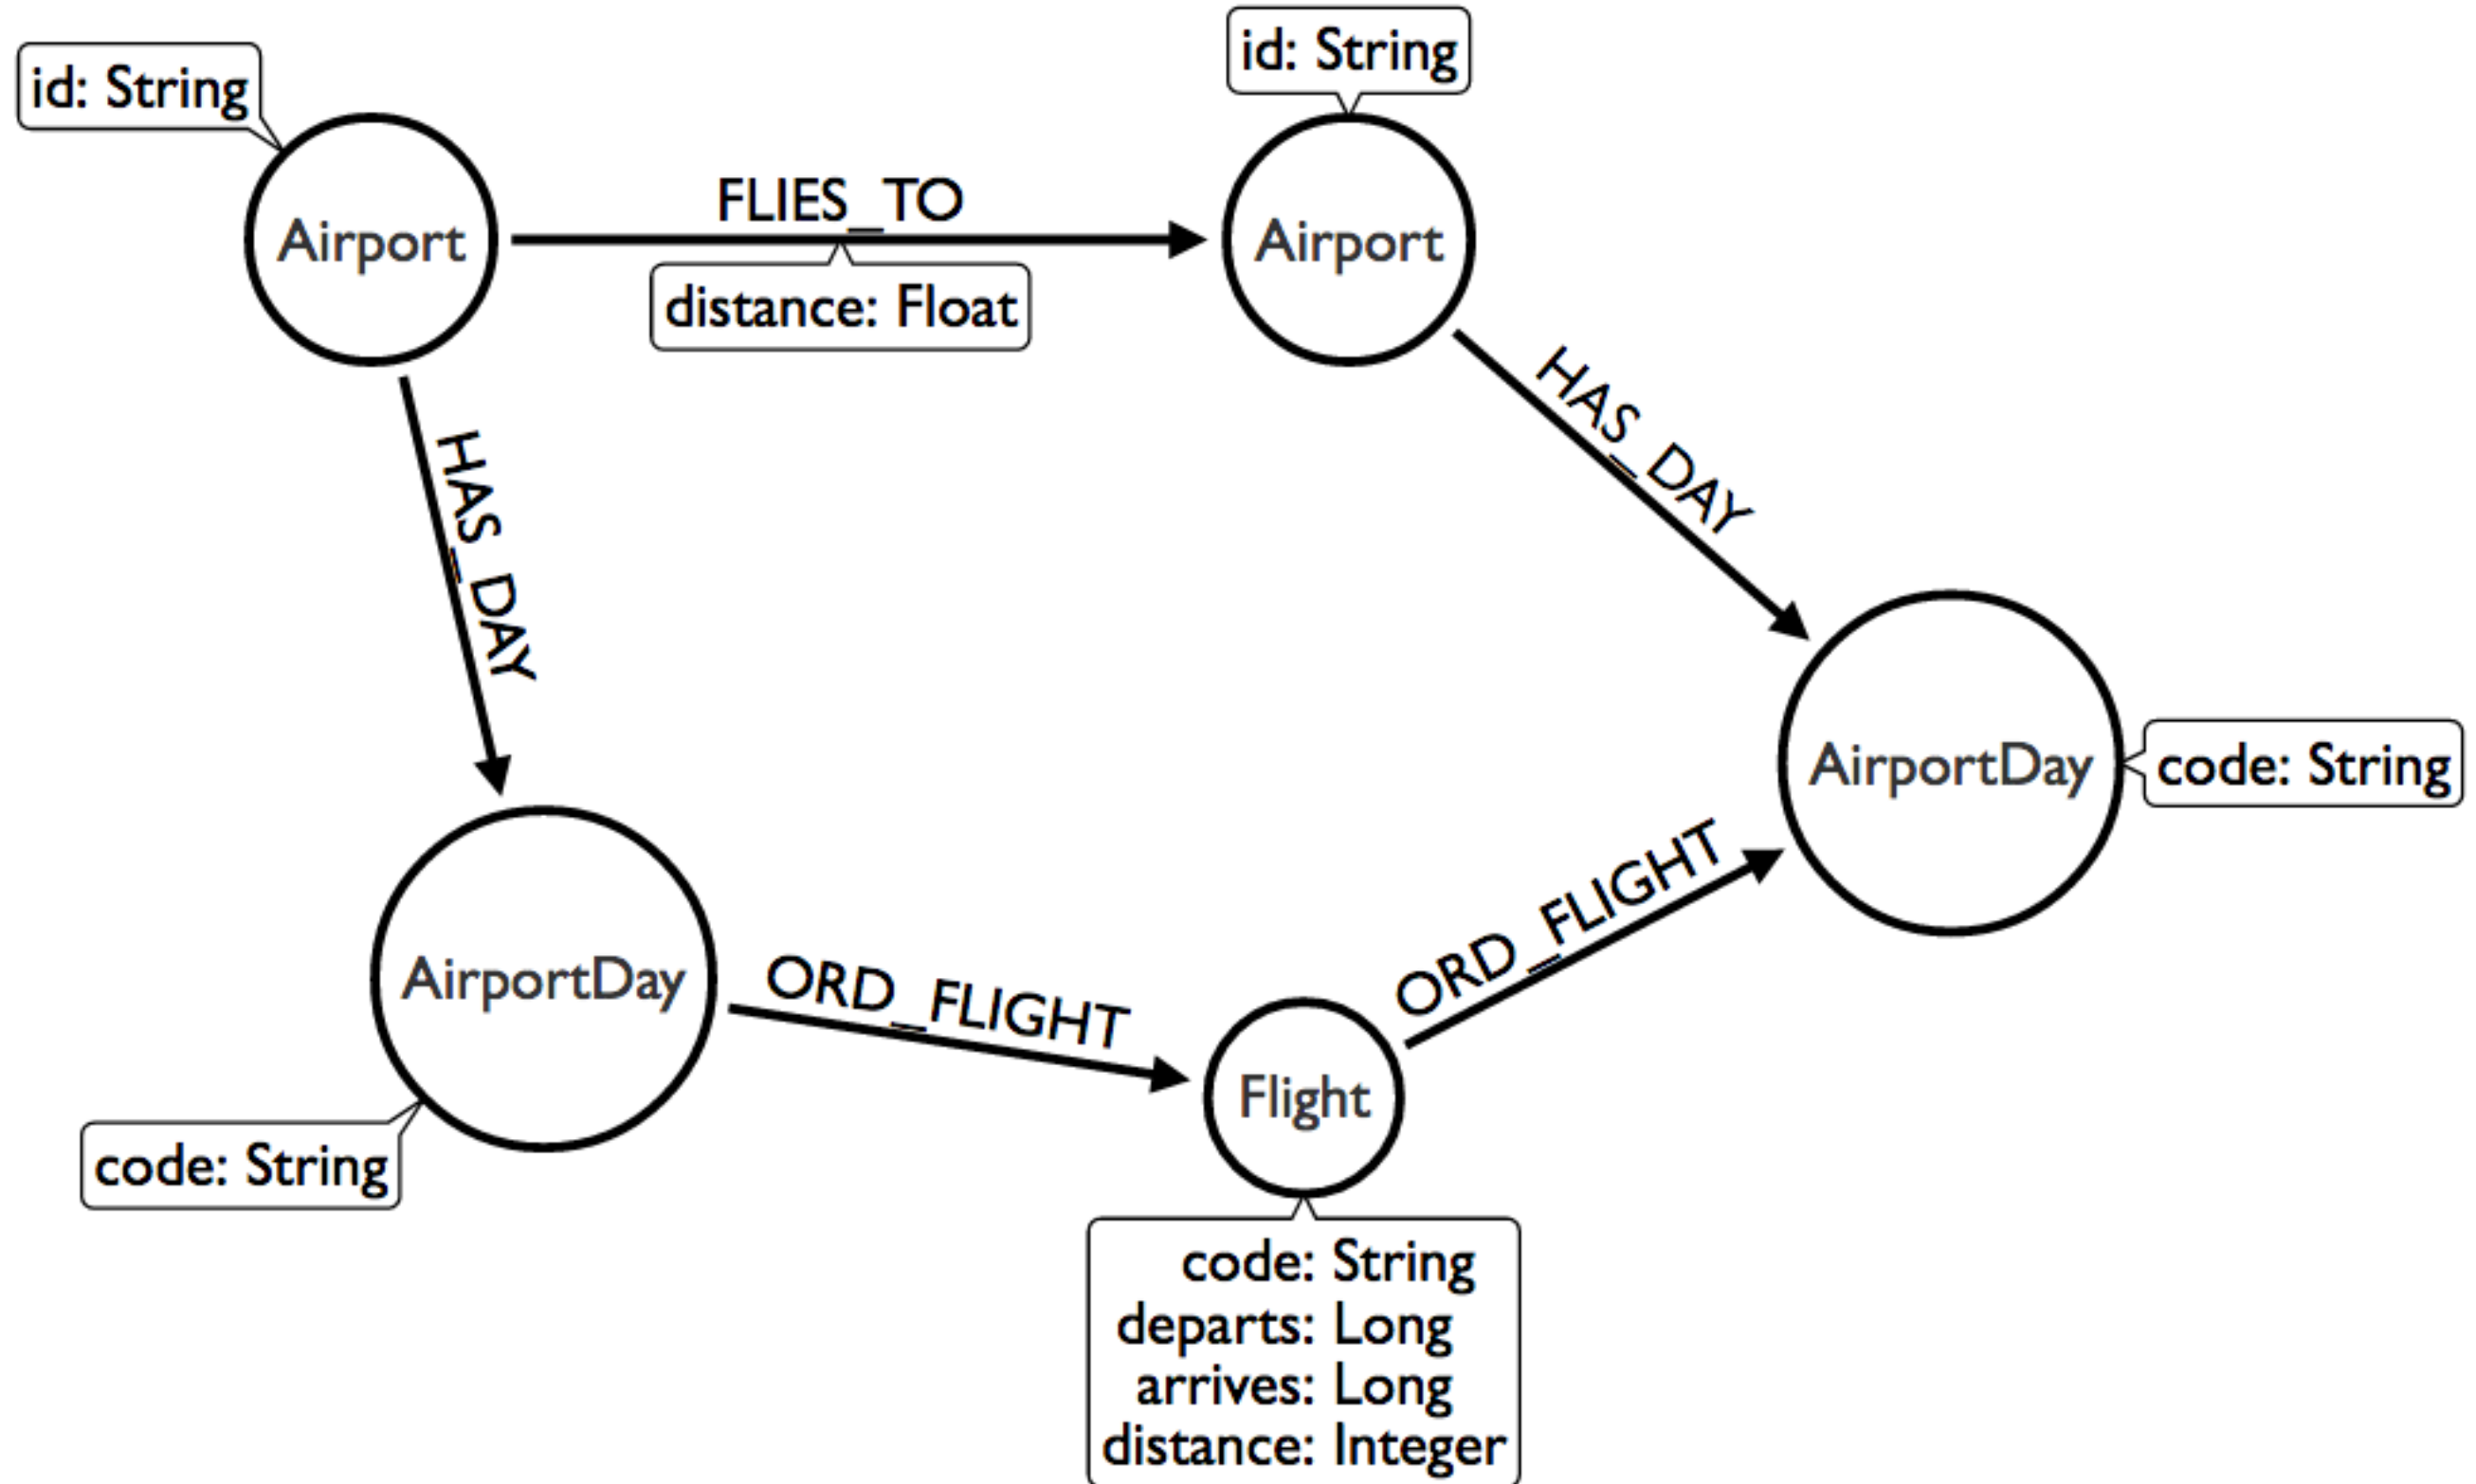 id: String
id: String
Airport
FLIES_TO
Airport
distance: Float
HAS_DAY
HAS_DAY
AirportDay
code: String
AirportDay
ORD_FLIGHT
ORD_FLIGHT
Flight
code: String
code: String
departs: Long
arrives: Long
distance: Integer